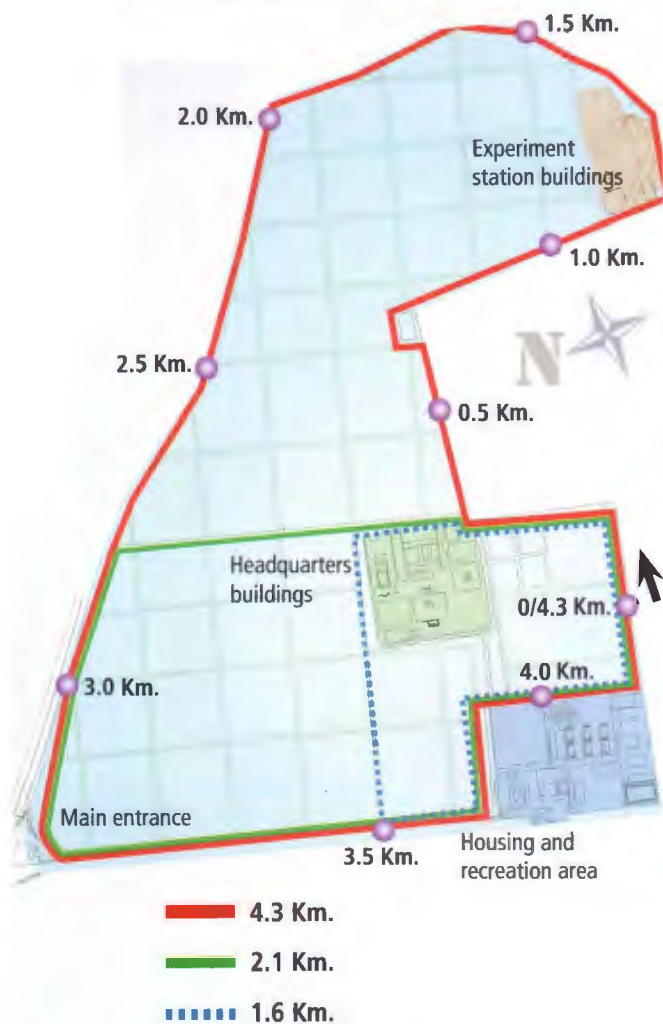 1.5 Km.
2.0 Km.
Experiment
station buildings
1.0 Km.
N
2.5 Km.
0.5 Km.
Headquarters
buildings
0/4.3 Km.
4.0 Km.
3.0 Km.
Main entrance
3.5 Km.
Housing and
recreation area
4.3 Km.
2.1 Km.
1.6 Km.